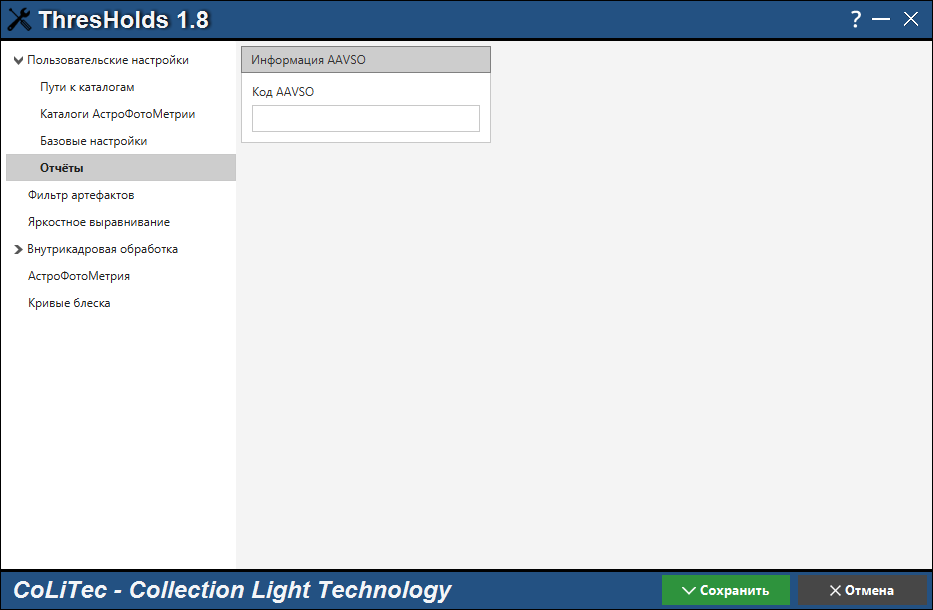 ThresHolds 1.8
?
Пользовательские настройки
Пути к каталогам
Каталоги АстроФотоМетрии
Базовые настройки
Отчёты
Фильтр артефактов
Яркостное выравнивание
Внутрикадровая обработка
АстроФотоМетрия
Кривые блеска
Информация AAVSO
Код AAVSO
CoLiTec - Collection Light Technology
Сохранить
Отмена